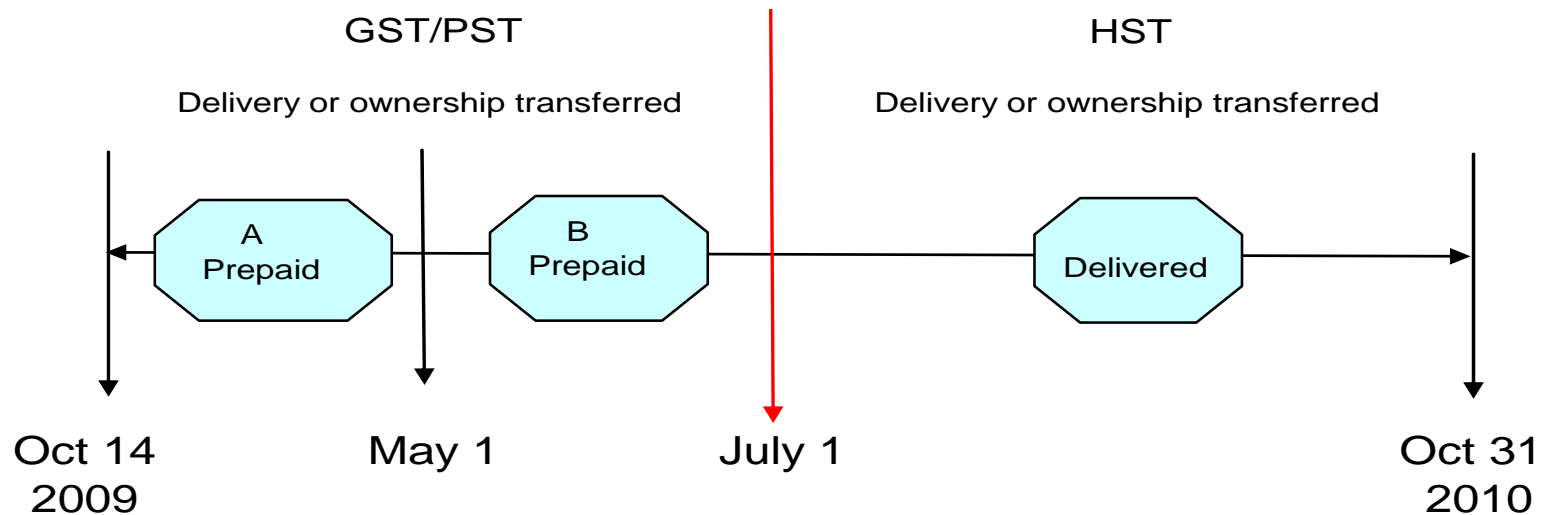 GST/PST
HST
Delivery or ownership transferred
Delivery or ownership transferred
A
Prepaid
B
Prepaid
Delivered
Oct 14
2009
May 1
July 1
Oct 31
2010